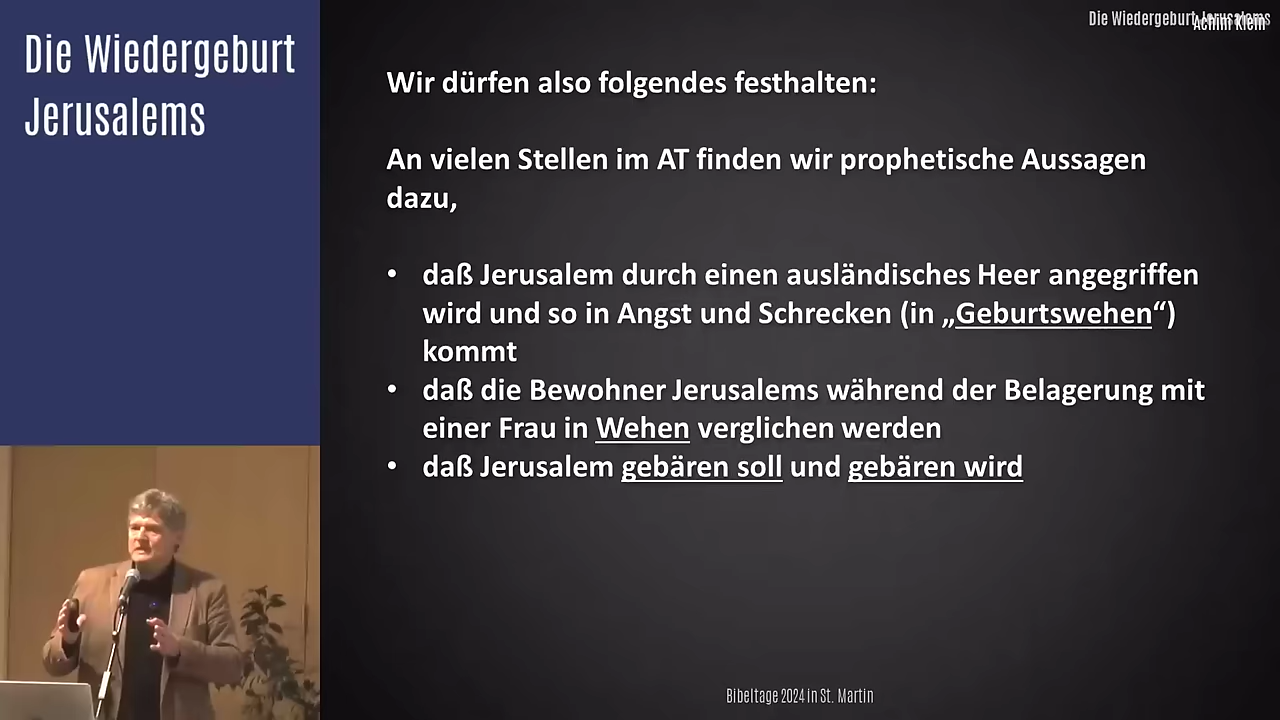 Die Wiedergeburt
Jerusalems
Die Wiedergeburt Jerusalems
Achim Klein
Wir dürfen also folgendes festhalten:
An vielen Stellen im AT finden wir prophetische Aussagen
dazu,
• daß Jerusalem durch einen ausländisches Heer angegriffen
wird und so in Angst und Schrecken (in „Geburtswehen“)
kommt
• daß die Bewohner Jerusalems während der Belagerung mit
einer Frau in Wehen verglichen werden
• daß Jerusalem gebären soll und gebären wird
Bibeltage 2024 in St. Martin